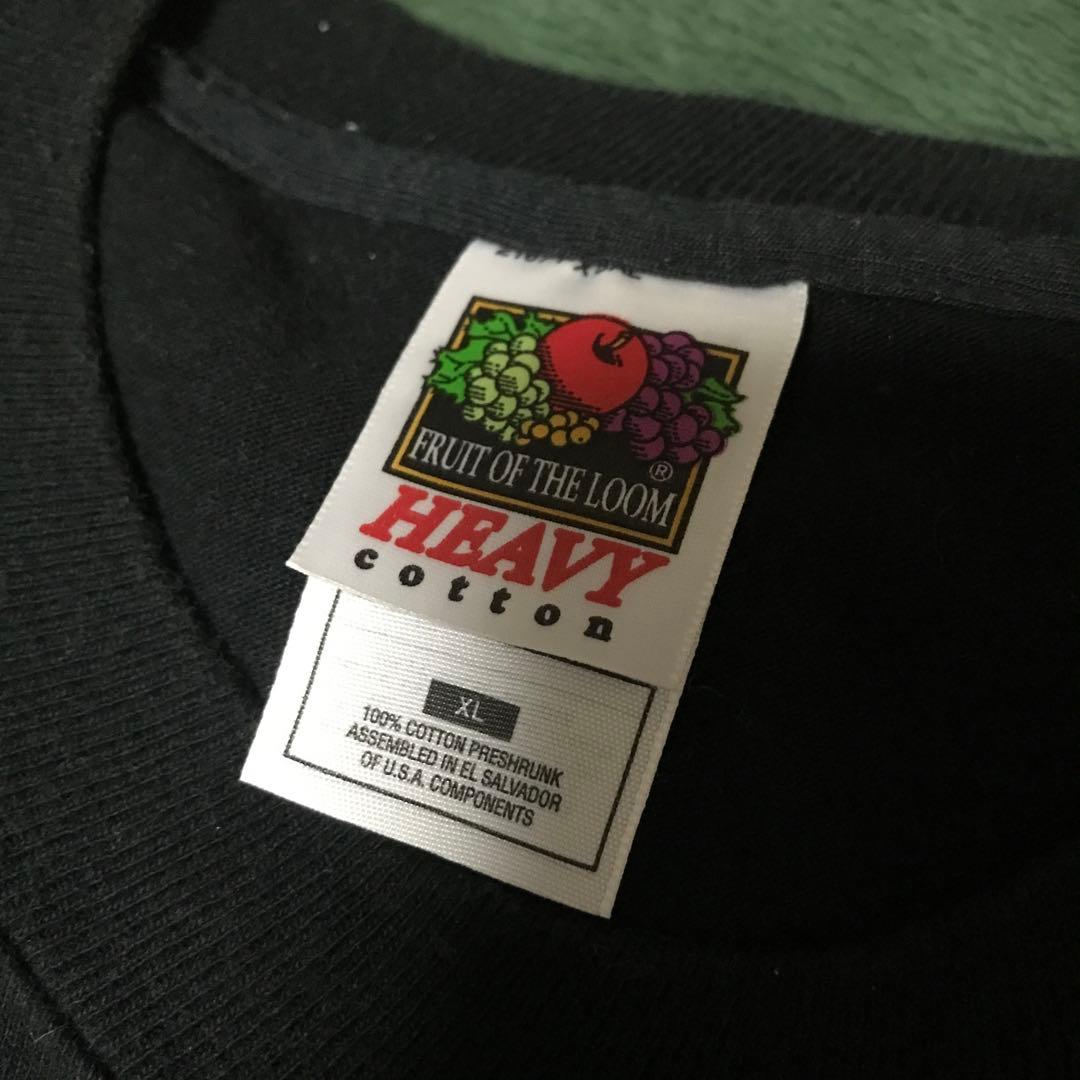 FRUIT OF THE LOOM ®
HEAVY
cotton
XL
100% COTTON PRESHRUNK
ASSEMBLED IN EL SALVADOR
OF U.S.A. COMPONENTS